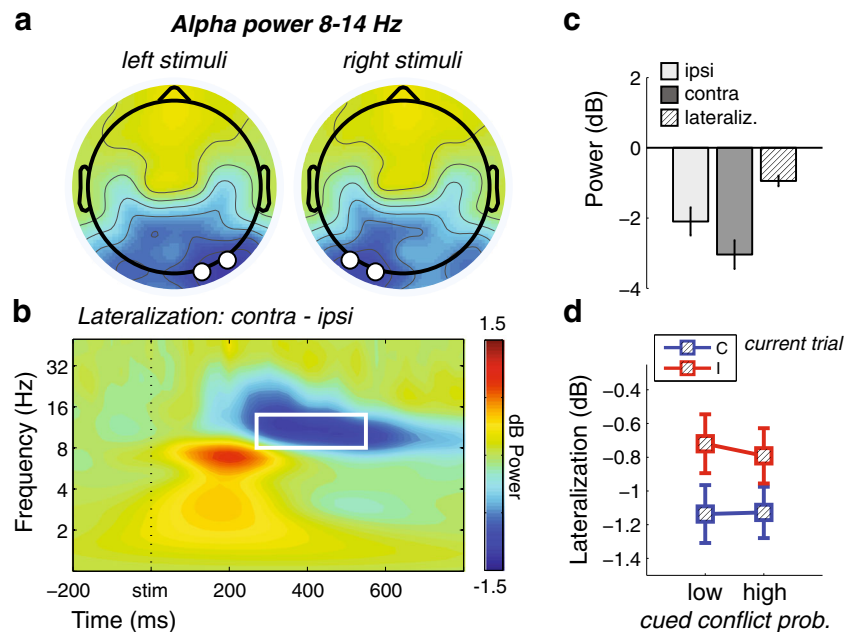 a
Alpha power 8-14 Hz
left stimuli
right stimuli
b
Lateralization: contra - ipsi
1.5
dB Power
-1.5
Frequency (Hz)
32
16
8
4
2
−200 stim 200 400 600
Time (ms)
c
ipsi
contra
lateraliz.
Power (dB)
2
0
−2
−4
d
C
I
current trial
Lateralization (dB)
−0.4
−0.6
−0.8
−1
−1.2
−1.4
low high
cued conflict prob.